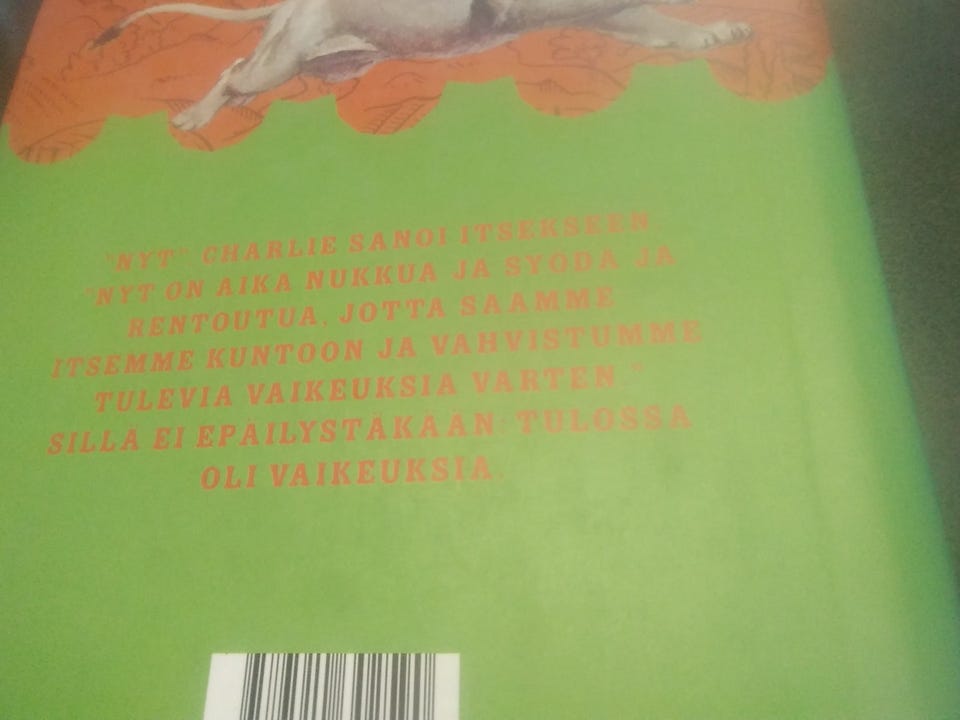 "NYT" CHARLIE SANOI ITSEKSEEN.
"NYT ON AIKA NUKKUA JA SYÖDÄ JA
RENTOUTUA, JOTTA SAAMME
ITSEMME KUNTOON JA VAHVISTUMME
TULEVIA VAIKEUKSIA VARTEN."
SILLÄ EI EPÄILYSTÄKÄÄN: TULOSSA
OLI VAIKEUKSIA.